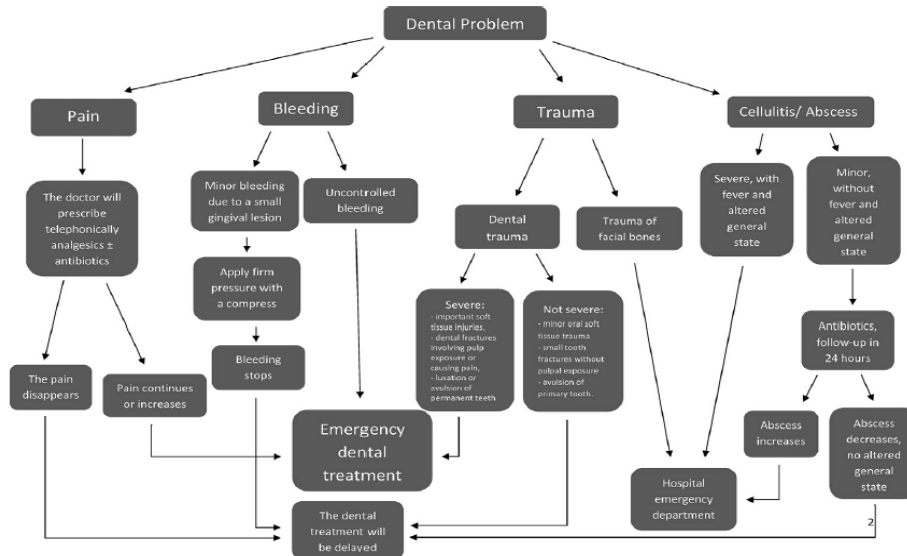 Dental Problem
Pain
Bleeding
Trauma
Cellulitis/ Abscess
The doctor will
prescribe
telephonically
analgesics ±
antibiotics
Minor bleeding
due to a small
gingival lesion
Uncontrolled
bleeding
Dental
trauma
Trauma of
facial bones
Severe, with
fever and
altered
general
state
Minor,
without
fever and
altered
general
state
Apply firm
pressure with
a compress
Severe:
- important soft
tissue injuries,
- dental fractures
involving pulp
exposure or
causing pain,
- luxation or
avulsion of
permanent teeth
Not severe:
- minor oral soft
tissue trauma
- small tooth
fractures without
pulpal exposure
- avulsion of
primary tooth.
Antibiotics,
follow-up in
24 hours
The pain
disappears
Pain continues
or increases
Bleeding
stops
Emergency
dental
treatment
Abscess
increases
Abscess
decreases,
no altered
general
state
Hospital
emergency
department
The dental
treatment will
be delayed
2